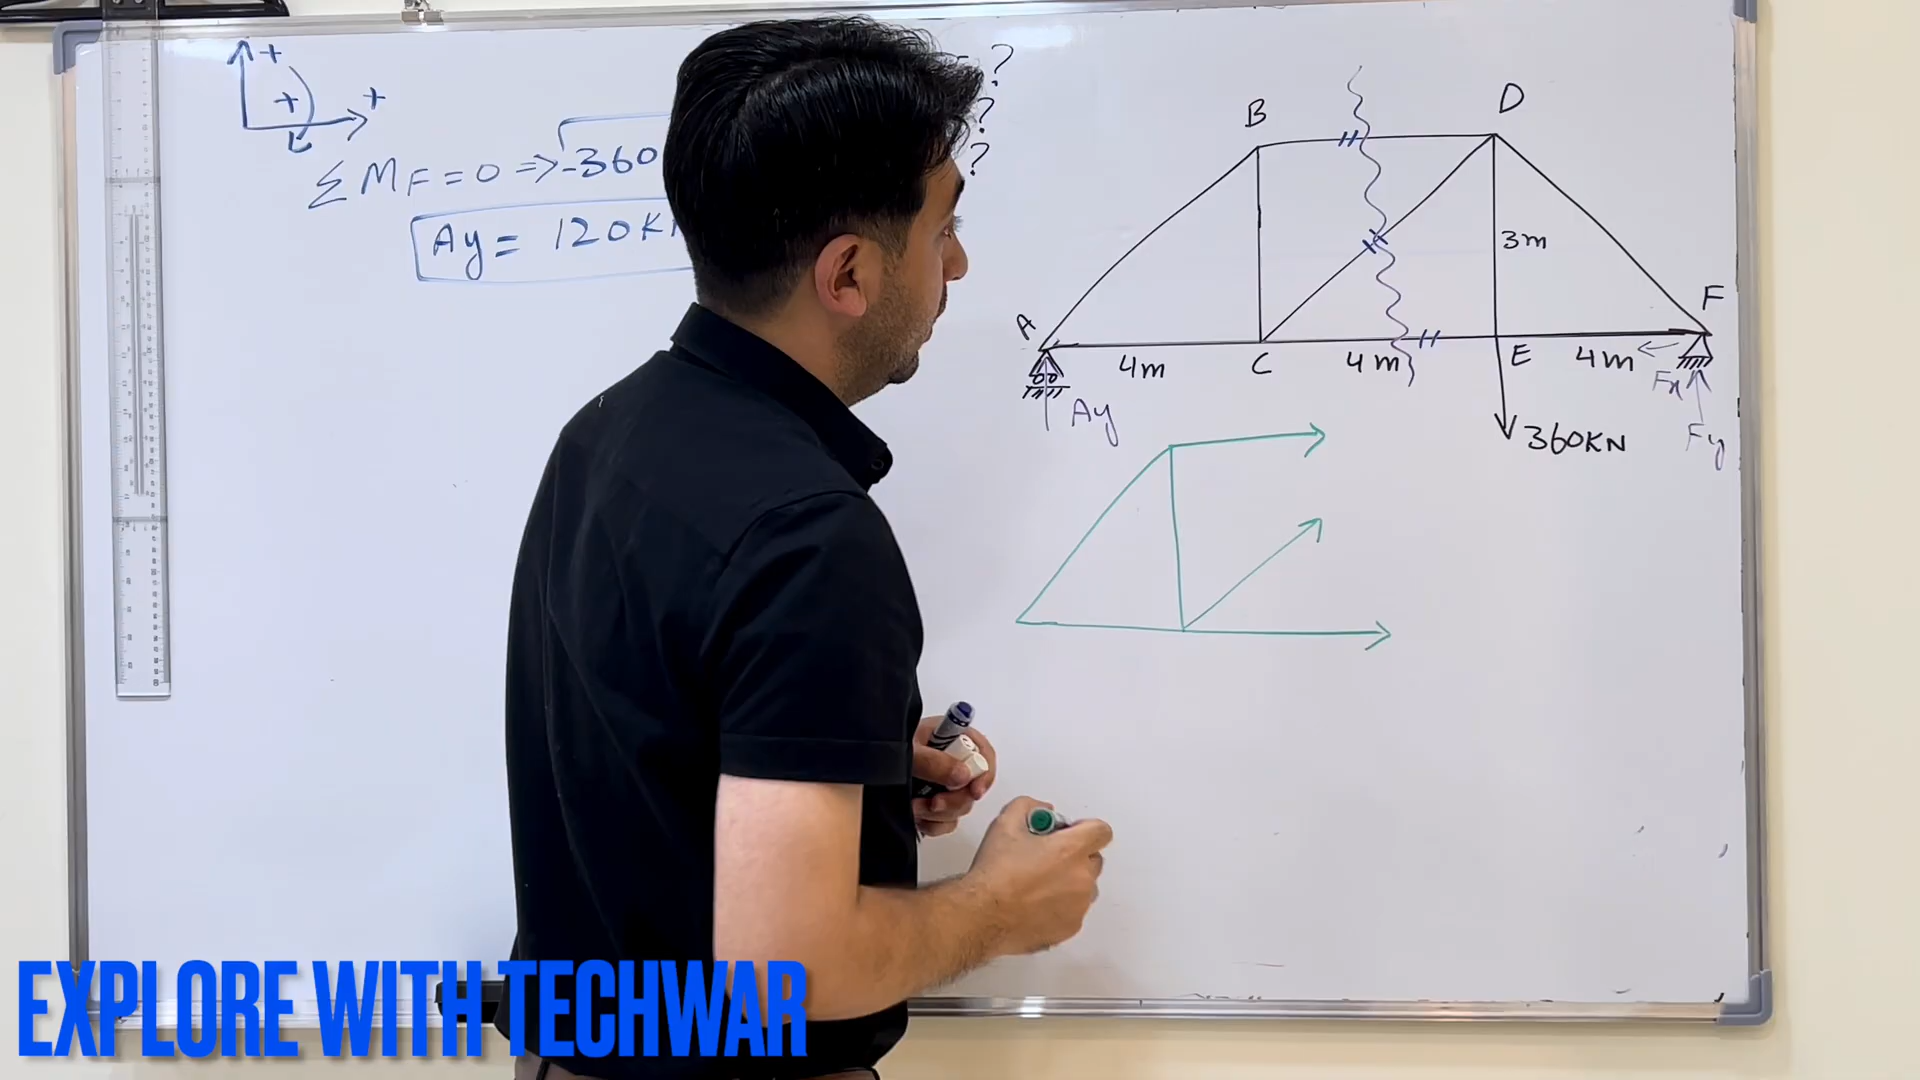 +
+
+
ΣMF=0 => -360
Ay = 120K
?
?
?
B
D
3m
A
F
4m
C
4m
E
4m
Fx
Ay
360KN
Fy
EXPLORE WITH TECHWAR